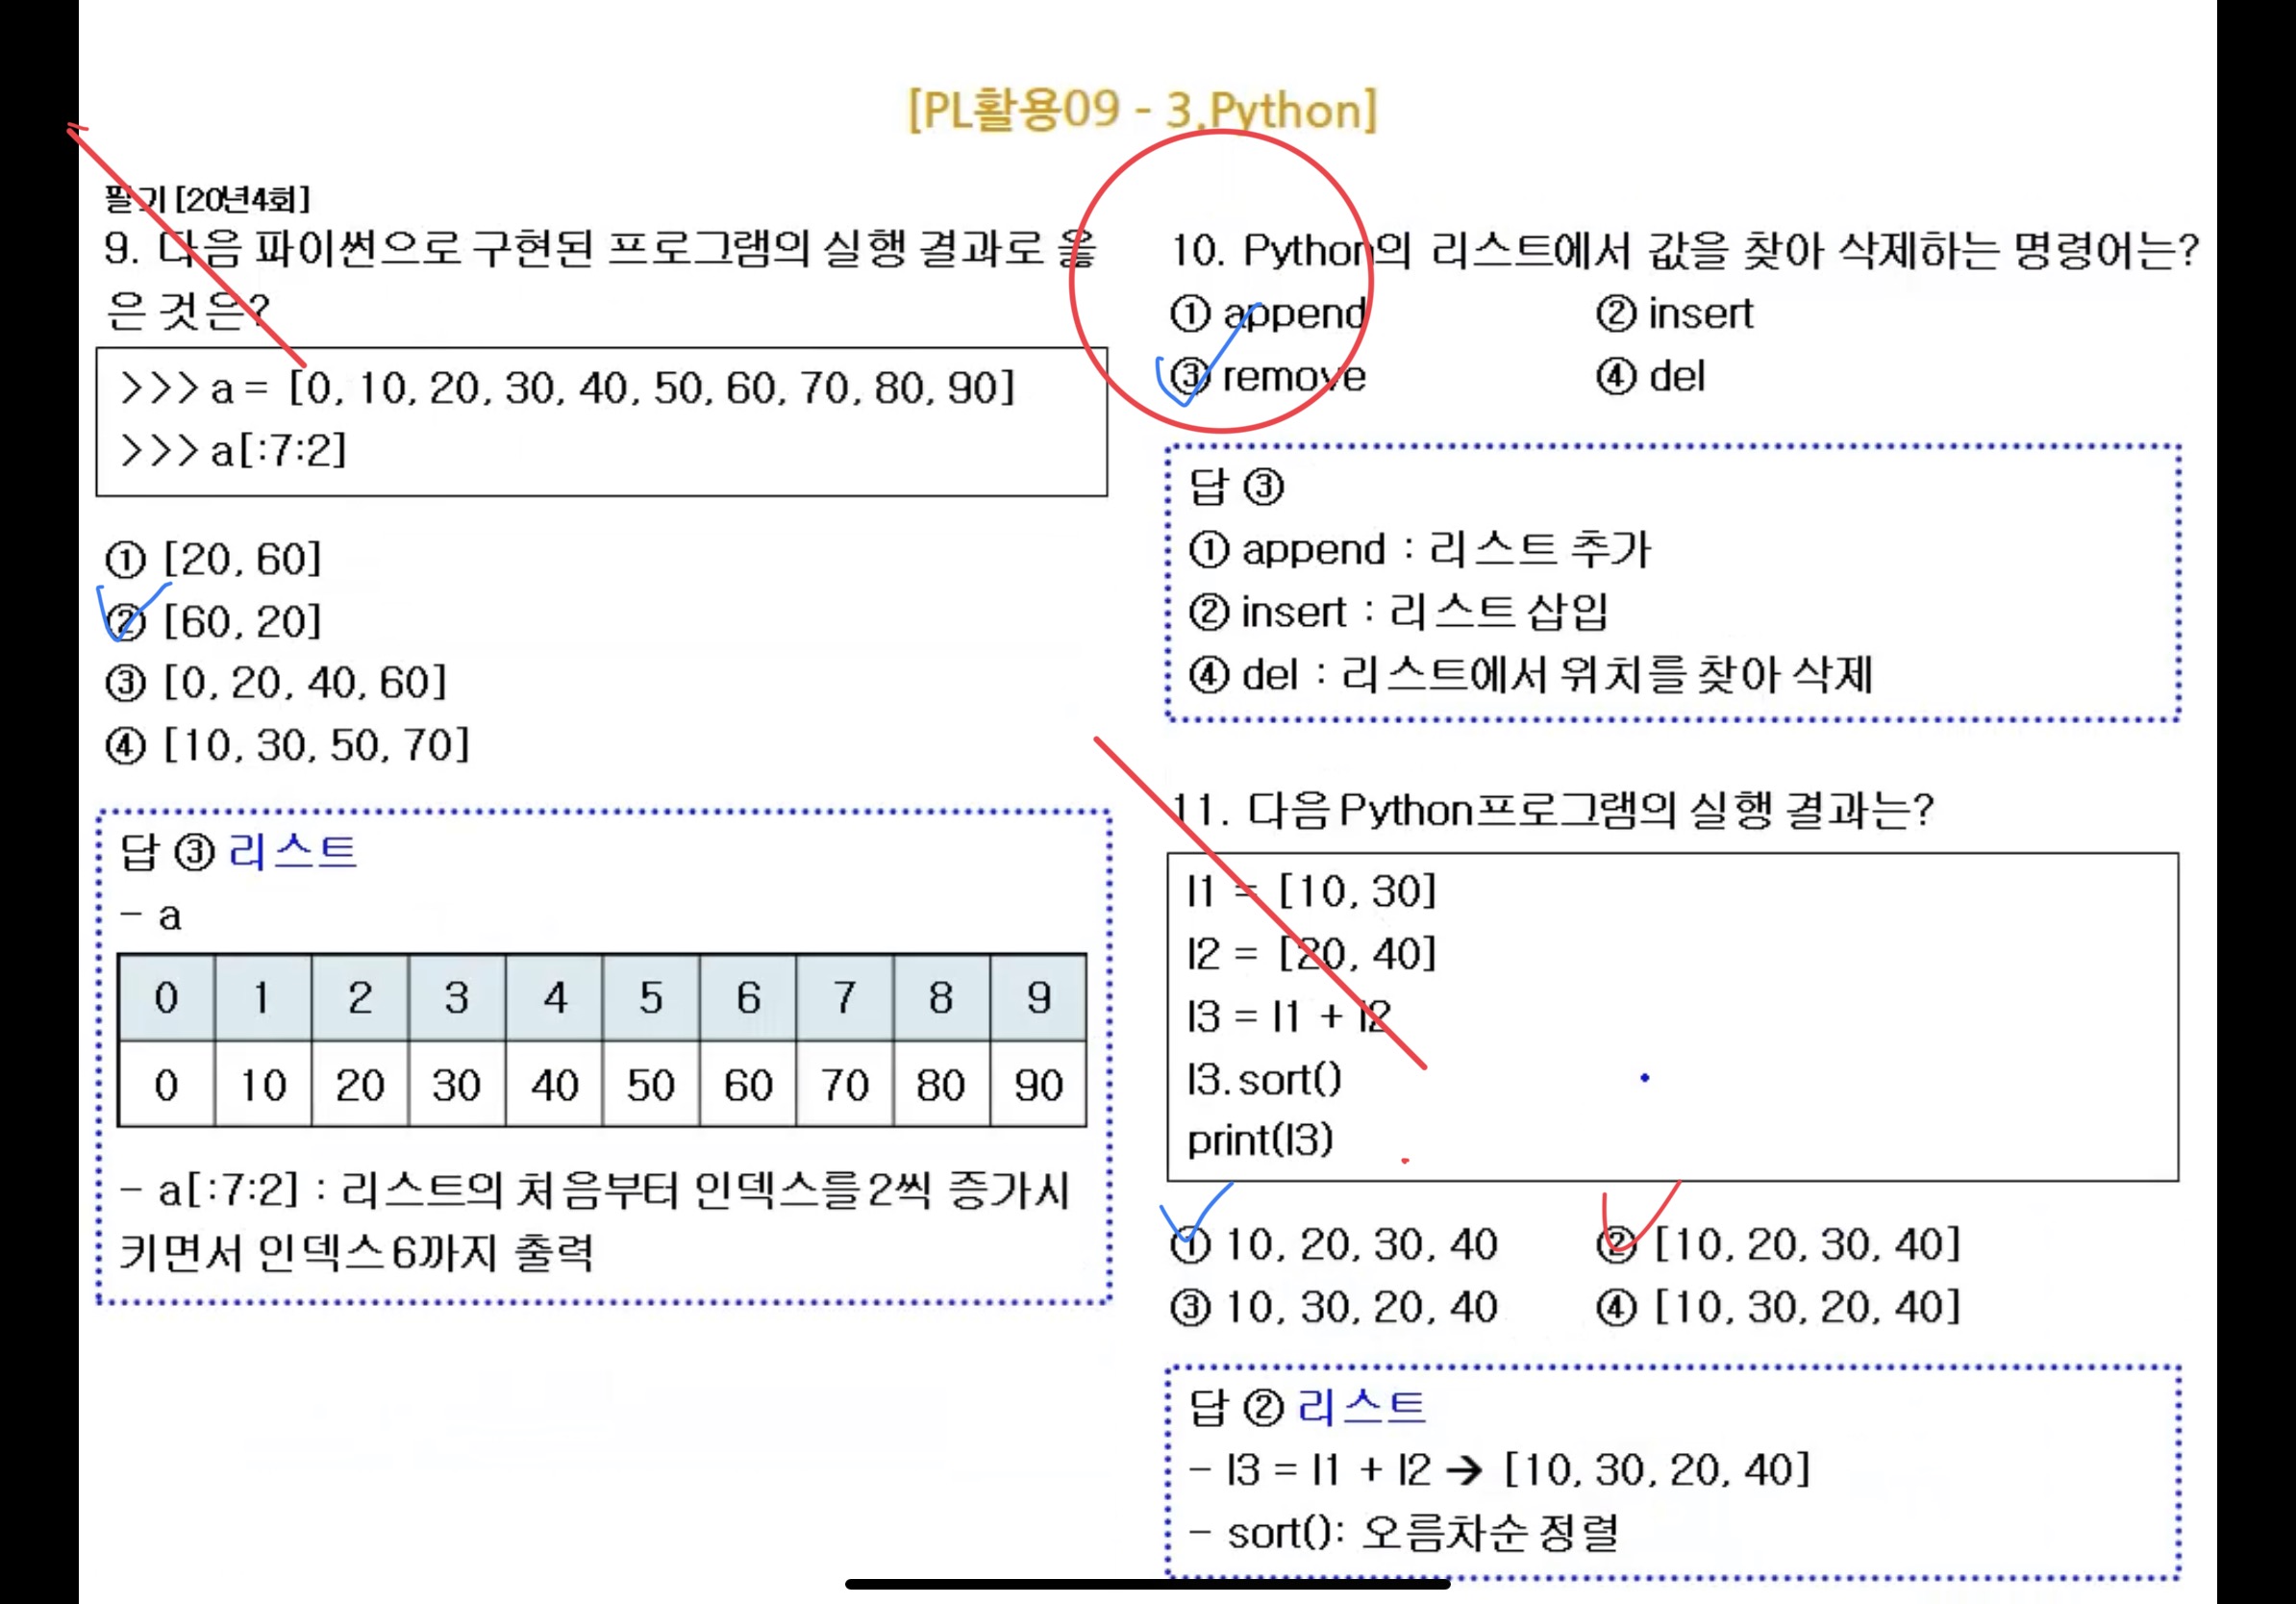 [PL활용09 - 3.Python]
필기 [20년4회]
9. 다음 파이썬으로 구현된 프로그램의 실행 결과로 옳
은 것은?
>>> a = [0, 10, 20, 30, 40, 50, 60, 70, 80, 90]
>>> a[:7:2]
① [20, 60]
② [60, 20]
③ [0, 20, 40, 60]
④ [10, 30, 50, 70]
답 ③ 리스트
- a
0 1 2 3 4 5 6 7 8 9
0 10 20 30 40 50 60 70 80 90
- a[:7:2] : 리스트의 처음부터 인덱스를 2씩 증가시
키면서 인덱스 6까지 출력
10. Python의 리스트에서 값을 찾아 삭제하는 명령어는?
① append ② insert
③ remove ④ del
답 ③
① append : 리스트 추가
② insert : 리스트 삽입
④ del : 리스트에서 위치를 찾아 삭제
11. 다음 Python프로그램의 실행 결과는?
l1 = [10, 30]
l2 = [20, 40]
l3 = l1 + l2
l3.sort()
print(l3)
① 10, 20, 30, 40 ② [10, 20, 30, 40]
③ 10, 30, 20, 40 ④ [10, 30, 20, 40]
답 ② 리스트
- l3 = l1 + l2 → [10, 30, 20, 40]
- sort(): 오름차순 정렬